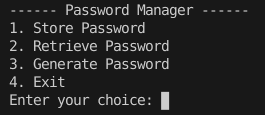 ------ Password Manager ------
1. Store Password
2. Retrieve Password
3. Generate Password
4. Exit
Enter your choice: